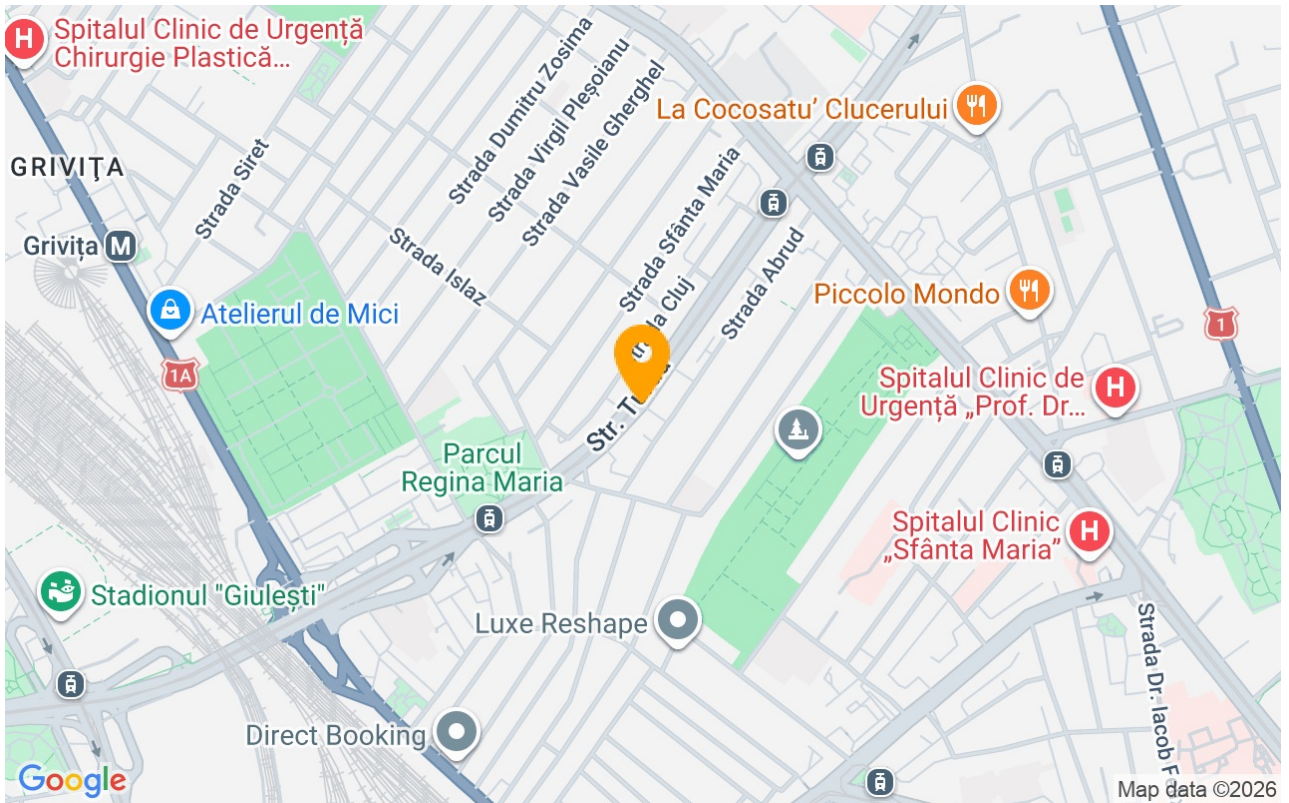 Spitalul Clinic de Urgență
Chirurgie Plastică...
Strada Dumitru Zosima
Strada Virgil Pleșoianu
Strada Vasile Gherghel
La Cocosatu’ Clucerului
GRIVIȚA
Strada Siret
Strada Sfânta Maria
Grivița M
Strada Islaz
Strada Abrud
Cluj
Piccolo Mondo
Atelierul de Mici
1
1A
Spitalul Clinic de
Urgență „Prof. Dr...
Str.
Parcul
Regina Maria
Spitalul Clinic
„Sfânta Maria”
Stadionul "Giulești"
Luxe Reshape
Strada Dr. Iacob F
Direct Booking
Google
Map data ©2026